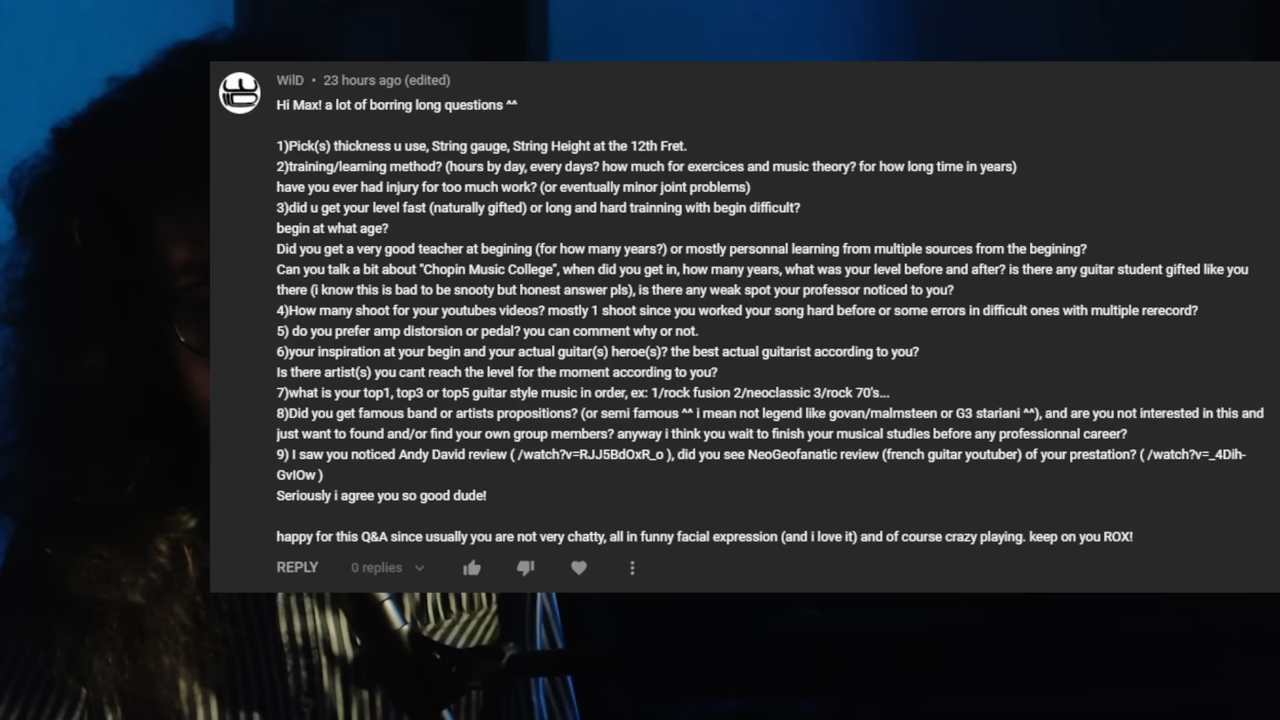 WilD • 23 hours ago (edited)
Hi Max! a lot of borring long questions ^^
1)Pick(s) thickness u use, String gauge, String Height at the 12th Fret.
2)training/learning method? (hours by day, every days? how much for exercices and music theory? for how long time in years)
have you ever had injury for too much work? (or eventually minor joint problems)
3)did u get your level fast (naturally gifted) or long and hard trainning with begin difficult?
begin at what age?
Did you get a very good teacher at begining (for how many years?) or mostly personnal learning from multiple sources from the begining?
Can you talk a bit about "Chopin Music College", when did you get in, how many years, what was your level before and after? is there any guitar student gifted like you
there (i know this is bad to be snooty but honest answer pls), is there any weak spot your professor noticed to you?
4)How many shoot for your youtubes videos? mostly 1 shoot since you worked your song hard before or some errors in difficult ones with multiple rerecord?
5) do you prefer amp distorsion or pedal? you can comment why or not.
6)your inspiration at your begin and your actual guitar(s) heroe(s)? the best actual guitarist according to you?
Is there artist(s) you cant reach the level for the moment according to you?
7)what is your top1, top3 or top5 guitar style music in order, ex: 1/rock fusion 2/neoclassic 3/rock 70's...
8)Did you get famous band or artists propositions? (or semi famous ^^ i mean not legend like govan/malmsteen or G3 stariani ^^), and are you not interested in this and
just want to found and/or find your own group members? anyway i think you wait to finish your musical studies before any professionnal career?
9) I saw you noticed Andy David review ( /watch?v=RJJ5BdOxR_o ), did you see NeoGeofanatic review (french guitar youtuber) of your prestation? ( /watch?v=_4Dih-
GvIOw )
Seriously i agree you so good dude!
happy for this Q&A since usually you are not very chatty, all in funny facial expression (and i love it) and of course crazy playing. keep on you ROX!
REPLY 0 replies